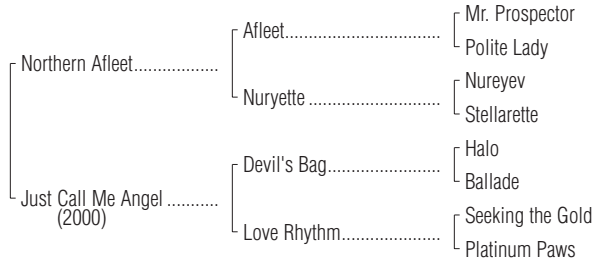 Mr. Prospector
Afleet..................................
Polite Lady
Northern Afleet.................
Nureyev
Nuryette .............................
Stellarette
Halo
Devil's Bag.........................
Ballade
Just Call Me Angel ...........
(2000)
Seeking the Gold
Love Rhythm......................
Platinum Paws